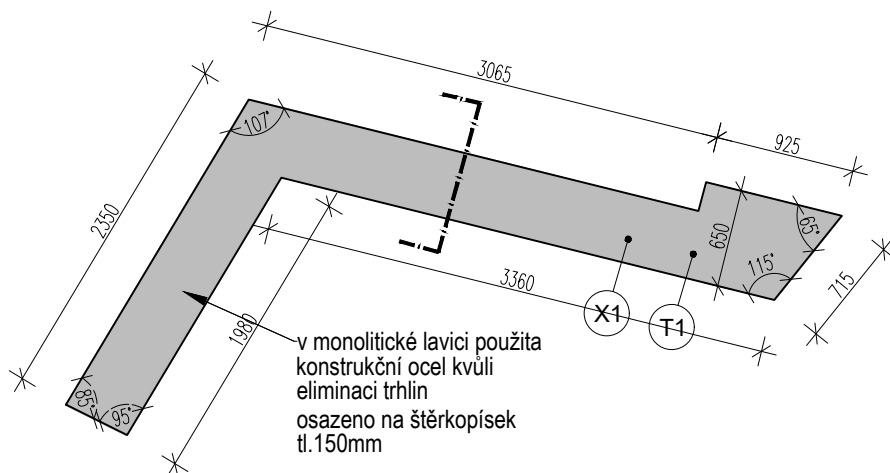 3065
925
107°
2350
65°
650
115°
715
3360
X1
T1
1980
v monolitické lavici použita
konstrukční ocel kvůli
eliminaci trhlin
osazeno na štěrkopísek
tl.150mm
85°
95°